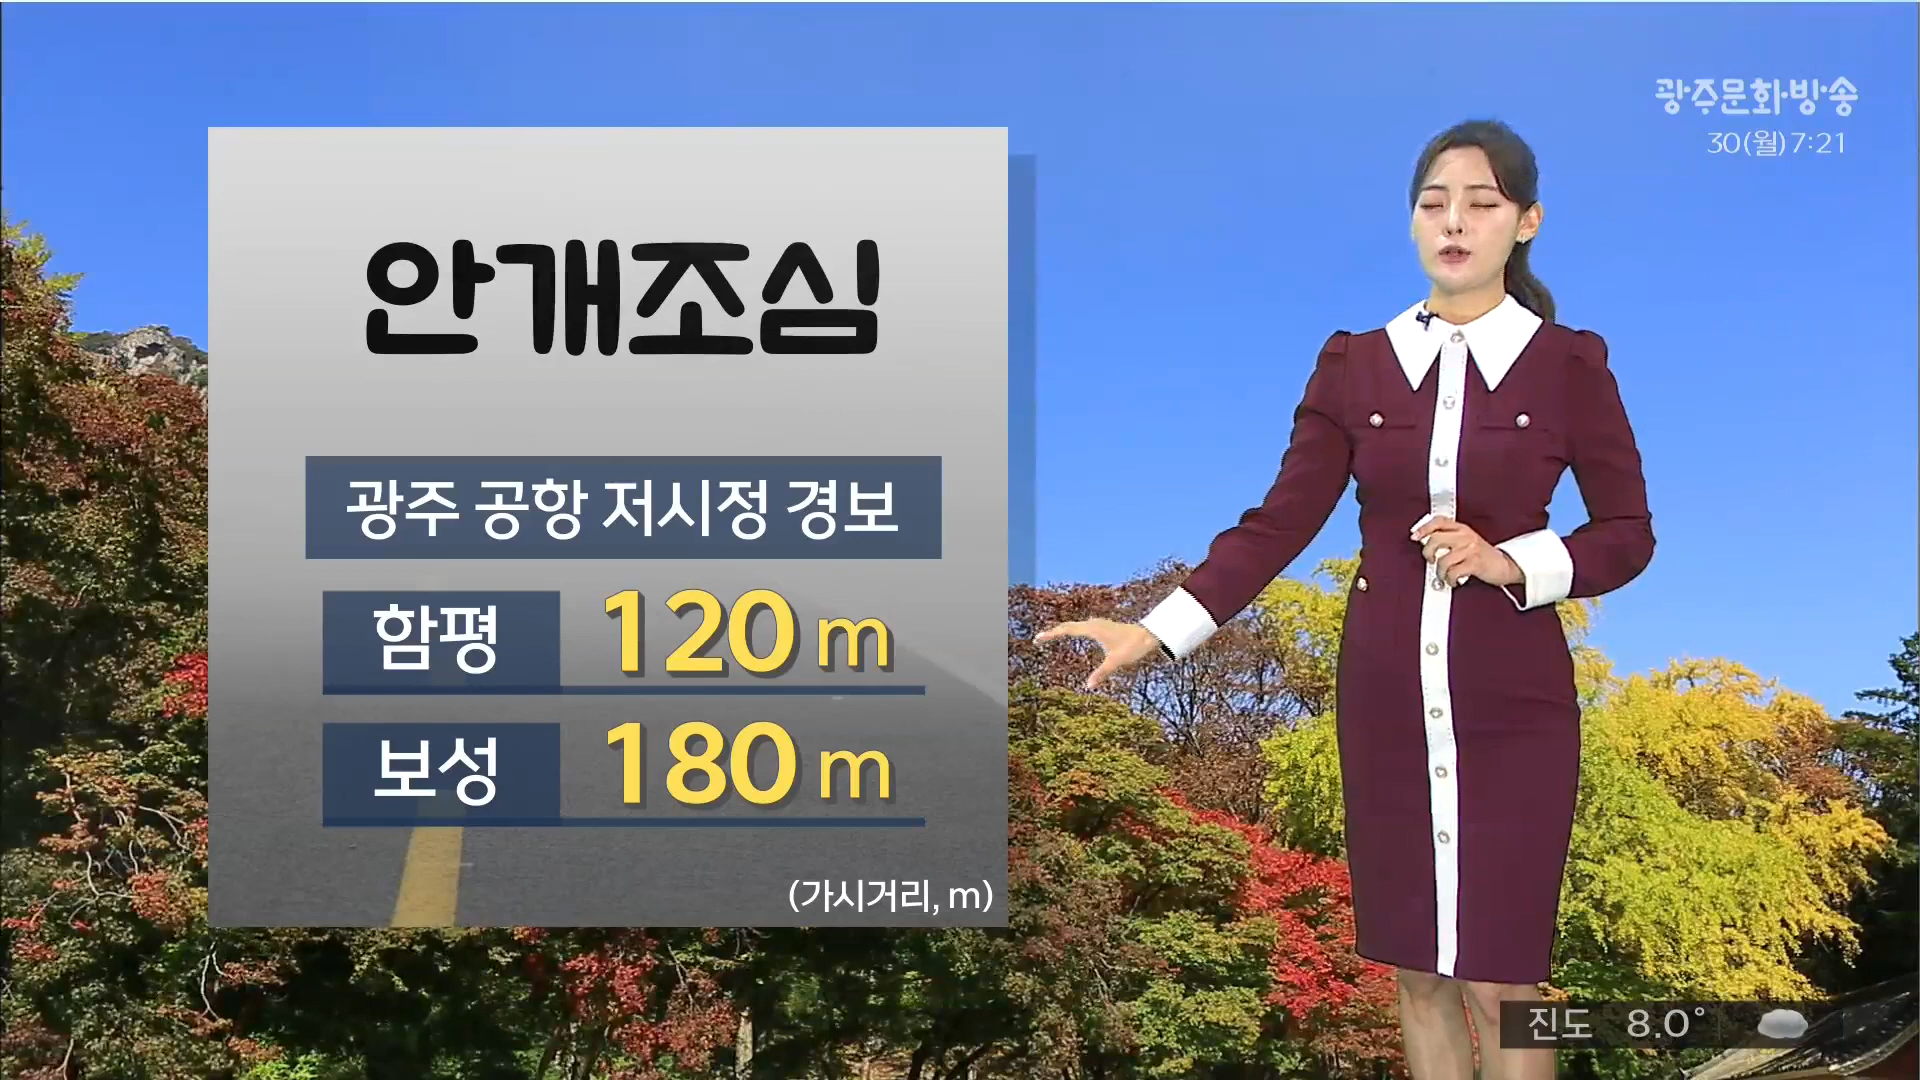 광주문화방송
30(월)7:21
안개조심
광주 공항 저시정 경보
함평 120 m
보성 180 m
(가시거리, m)
진도 8.0°